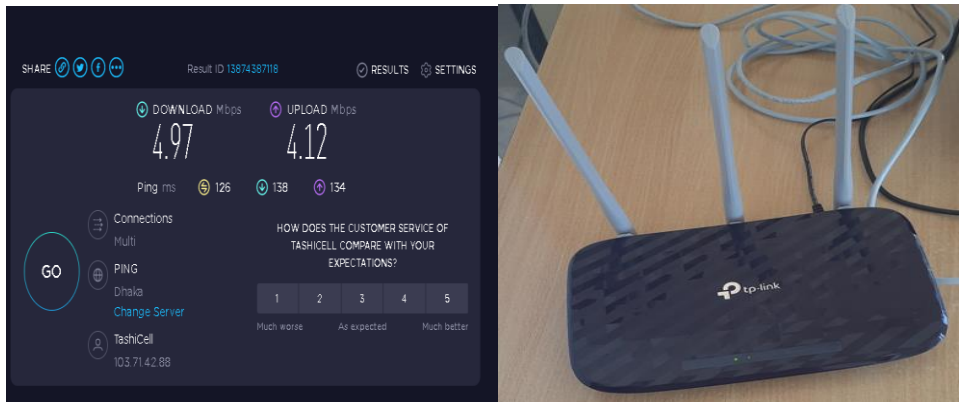 SHARE
Result ID 13874387118
RESULTS
SETTINGS
DOWNLOAD Mbps
4.97
UPLOAD Mbps
4.12
Ping ms 126 138 134
Connections
Multi
GO
PING
Dhaka
Change Server
TashiCell
103.71.42.88
HOW DOES THE CUSTOMER SERVICE OF
TASHICELL COMPARE WITH YOUR
EXPECTATIONS?
1 2 3 4 5
Much worse As expected Much better
tp-link